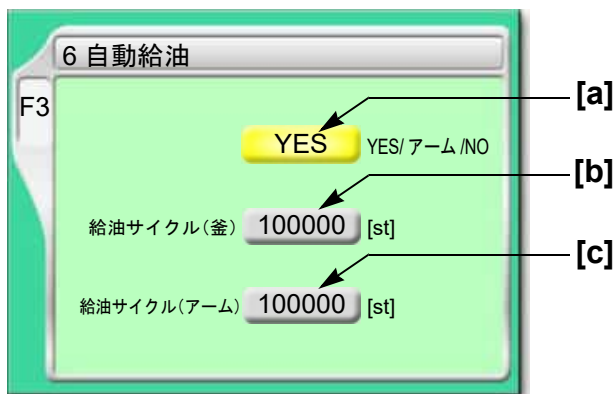 6 自動給油
F3
[a]
YES YES/ アーム /NO
[b]
給油サイクル(釜) 100000 [st]
[c]
給油サイクル(アーム) 100000 [st]